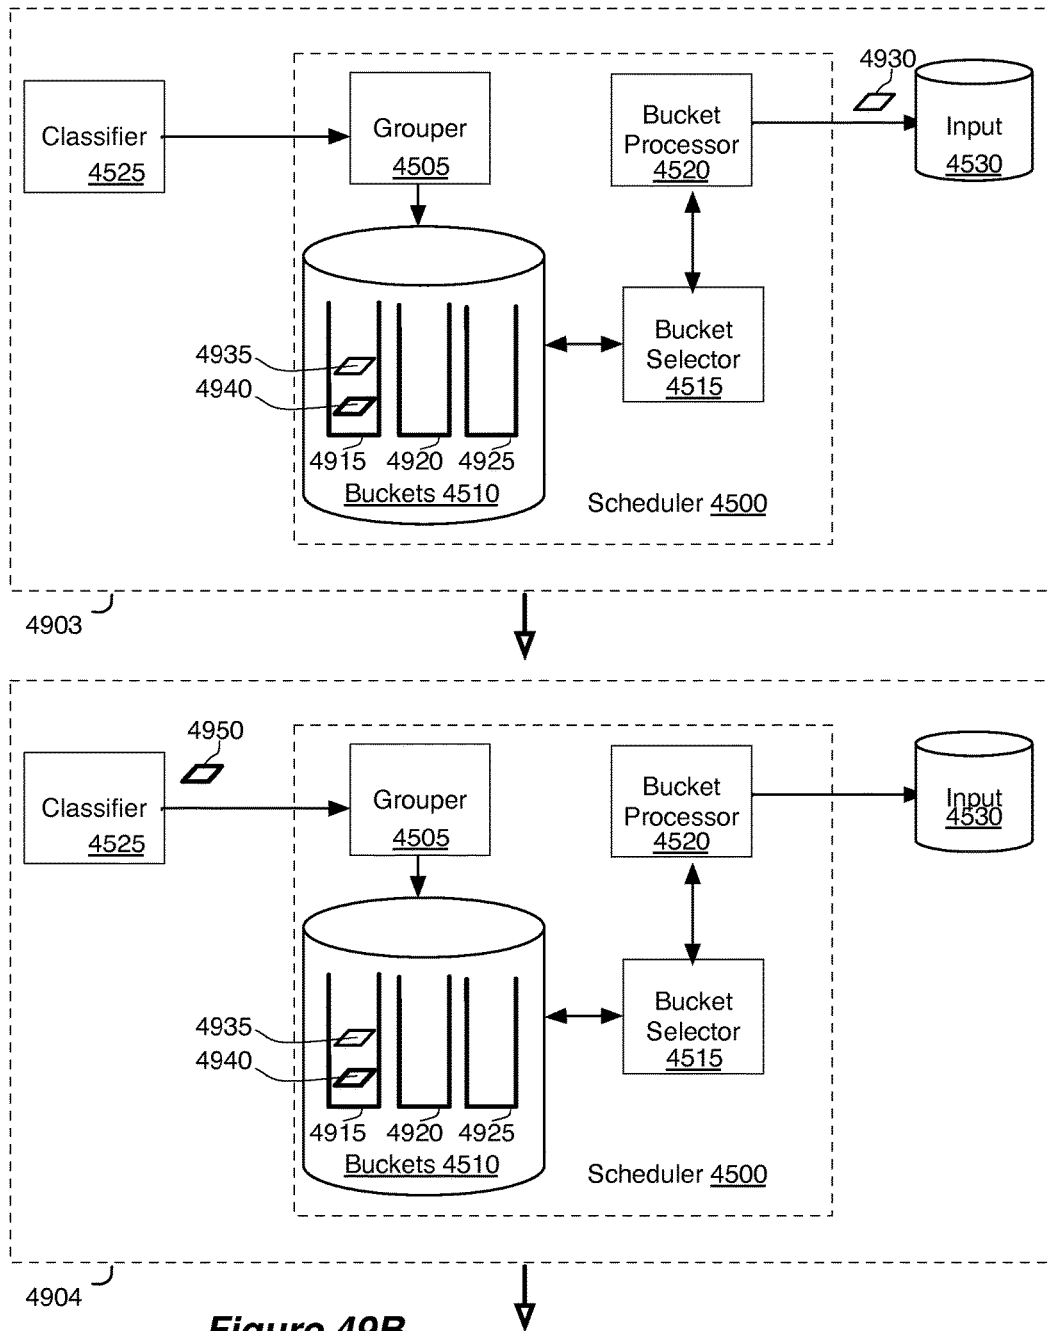 4930
Classifier
4525
Grouper
4505
Bucket
Processor
4520
Input
4530
Bucket
Selector
4515
4935
4940
4915 4920 4925
Buckets 4510
Scheduler 4500
4903
4950
Classifier
4525
Grouper
4505
Bucket
Processor
4520
Input
4530
Bucket
Selector
4515
4935
4940
4915 4920 4925
Buckets 4510
Scheduler 4500
4904
Figure 49B